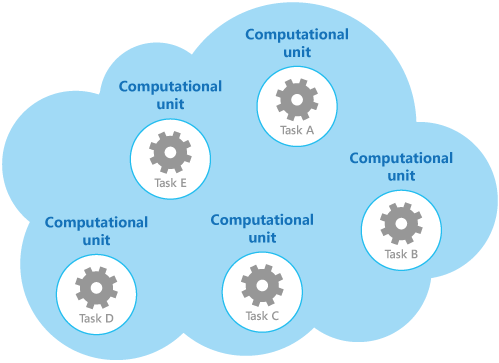 Computational
unit
Task A
Computational
unit
Task E
Computational
unit
Task B
Computational
unit
Task D
Computational
unit
Task C